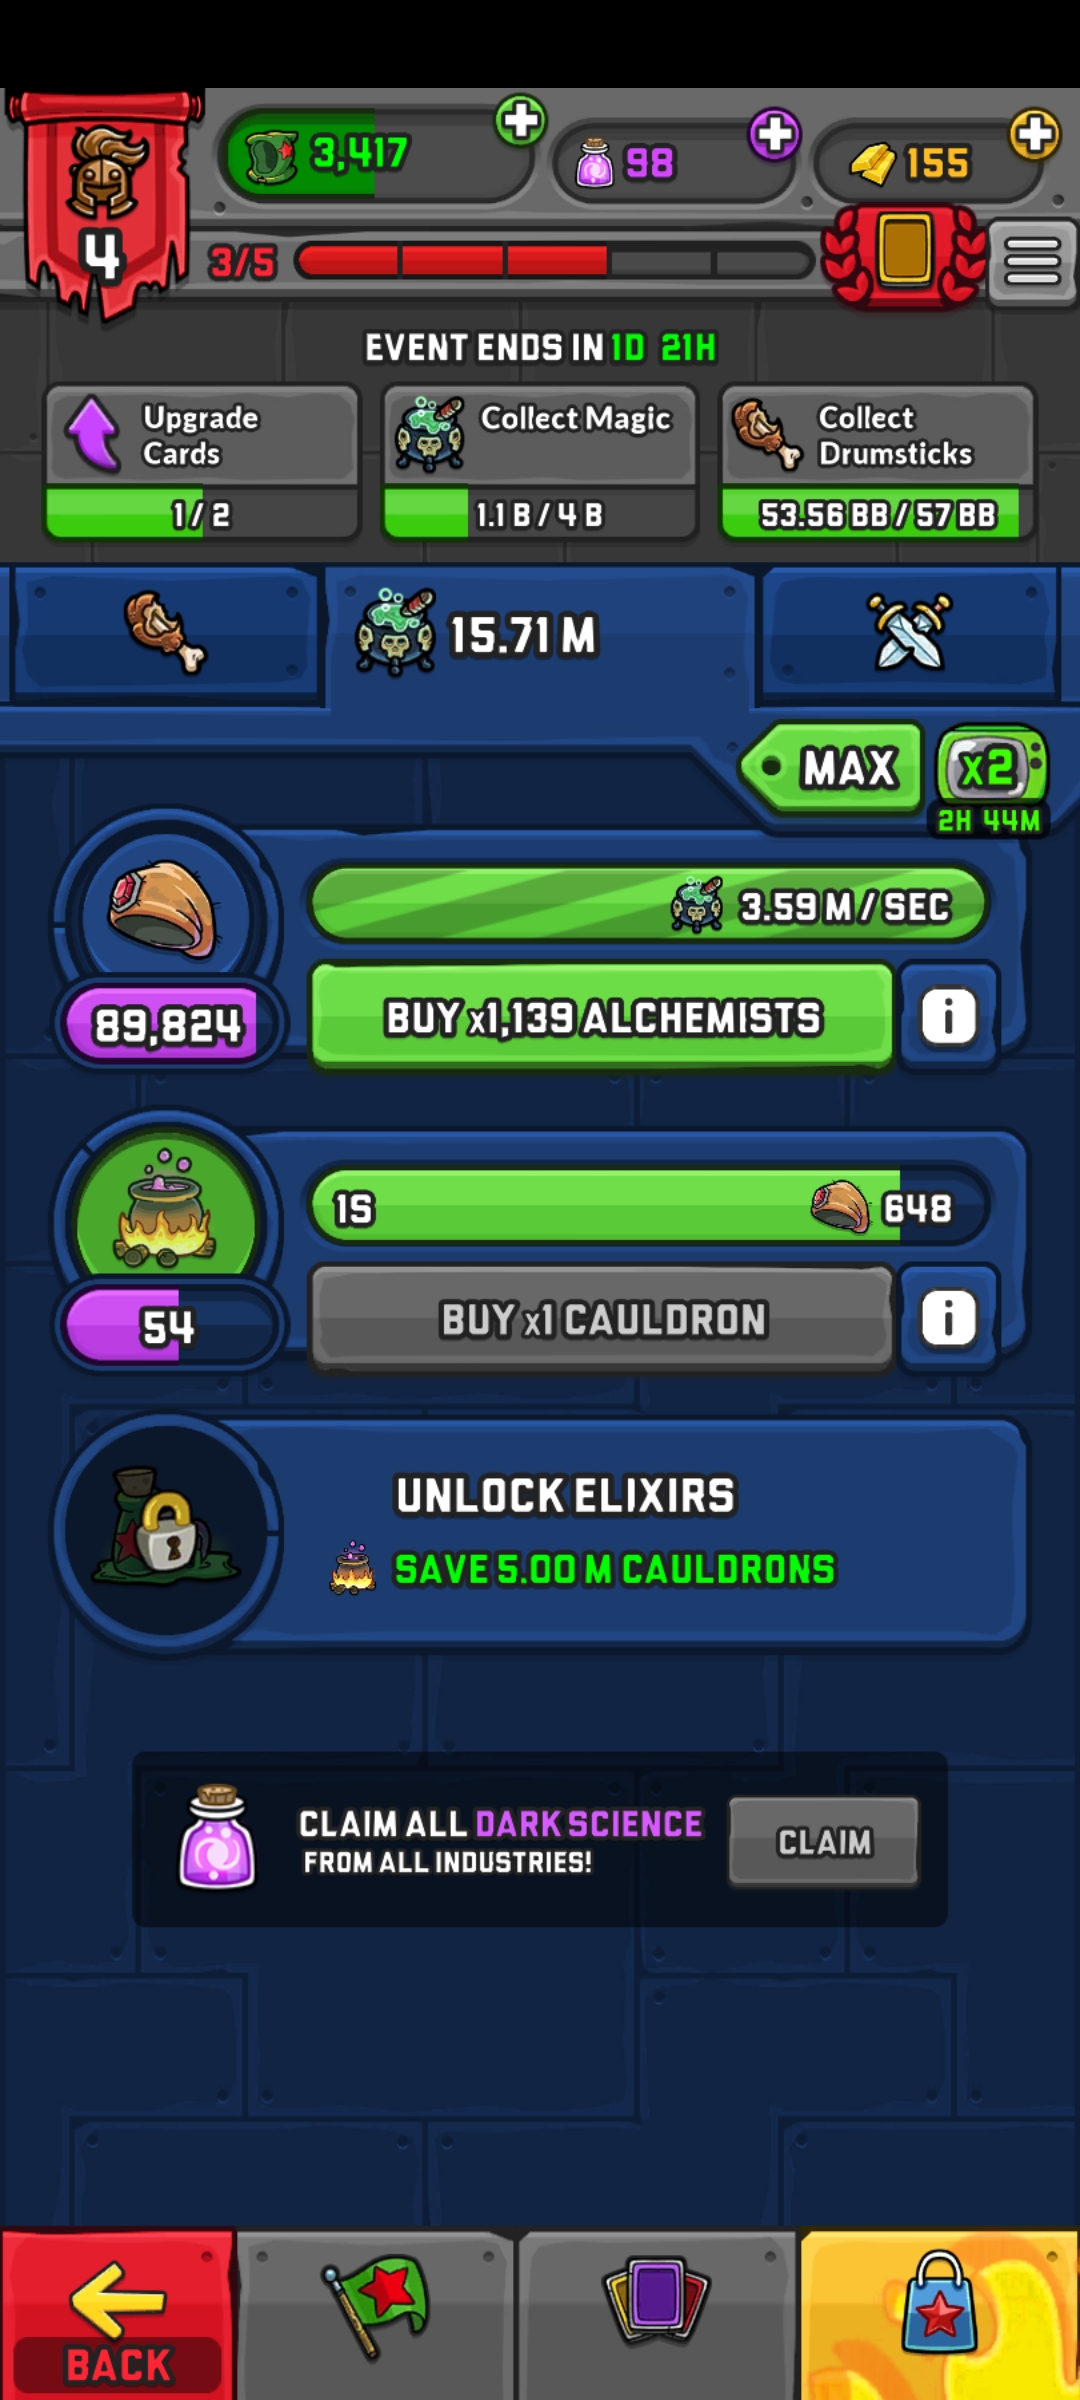 3,417
98
155
4
3/5
EVENT ENDS IN 1D 21H
Upgrade
Cards
1/2
Collect Magic
1.1 B / 4 B
Collect
Drumsticks
53.56 BB / 57 BB
15.71 M
MAX
x2
2H 44M
3.59 M / SEC
89,824
BUY x1,139 ALCHEMISTS
i
1S
648
54
BUY x1 CAULDRON
i
UNLOCK ELIXIRS
SAVE 5.00 M CAULDRONS
CLAIM ALL DARK SCIENCE
FROM ALL INDUSTRIES!
CLAIM
BACK